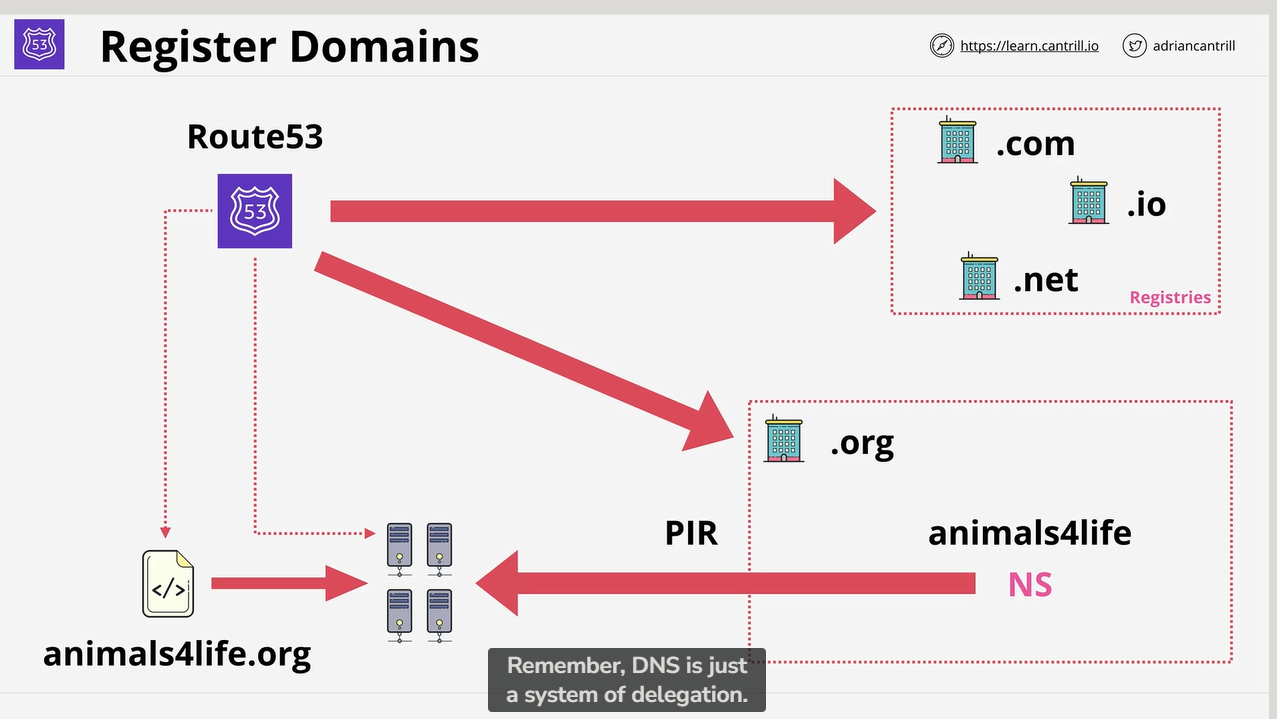 53
Register Domains
https://learn.cantrill.io
adriancantrill
Route53
53
.com
.io
.net
Registries
.org
PIR
animals4life
NS
</>
animals4life.org
Remember, DNS is just
a system of delegation.